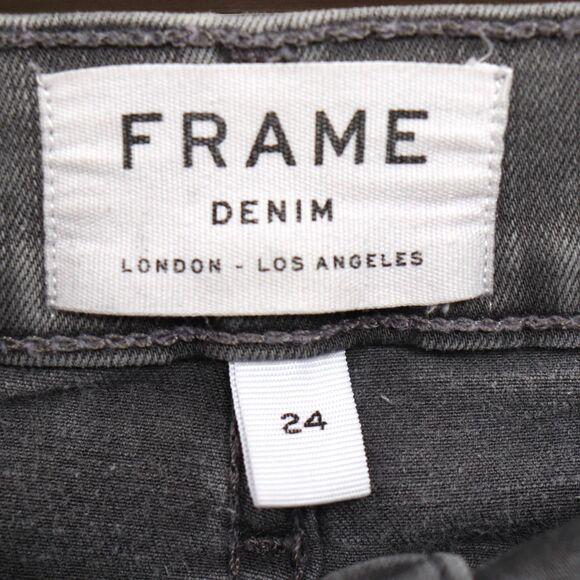 FRAME
DENIM
LONDON - LOS ANGELES
24